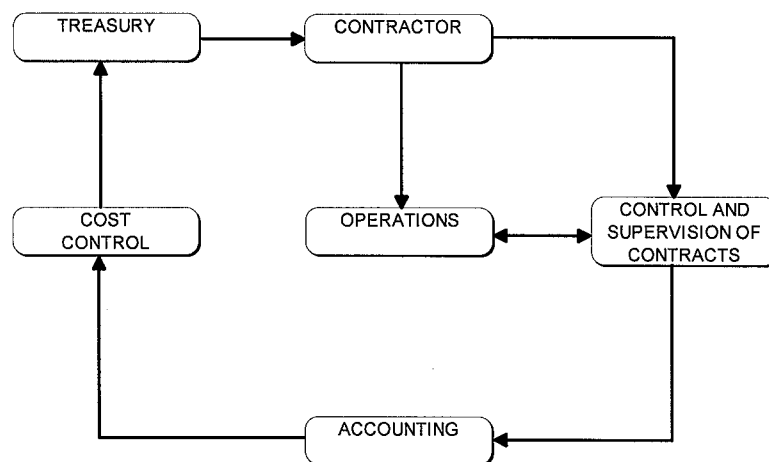 TREASURY
CONTRACTOR
COST
CONTROL
OPERATIONS
CONTROL AND
SUPERVISION OF
CONTRACTS
ACCOUNTING